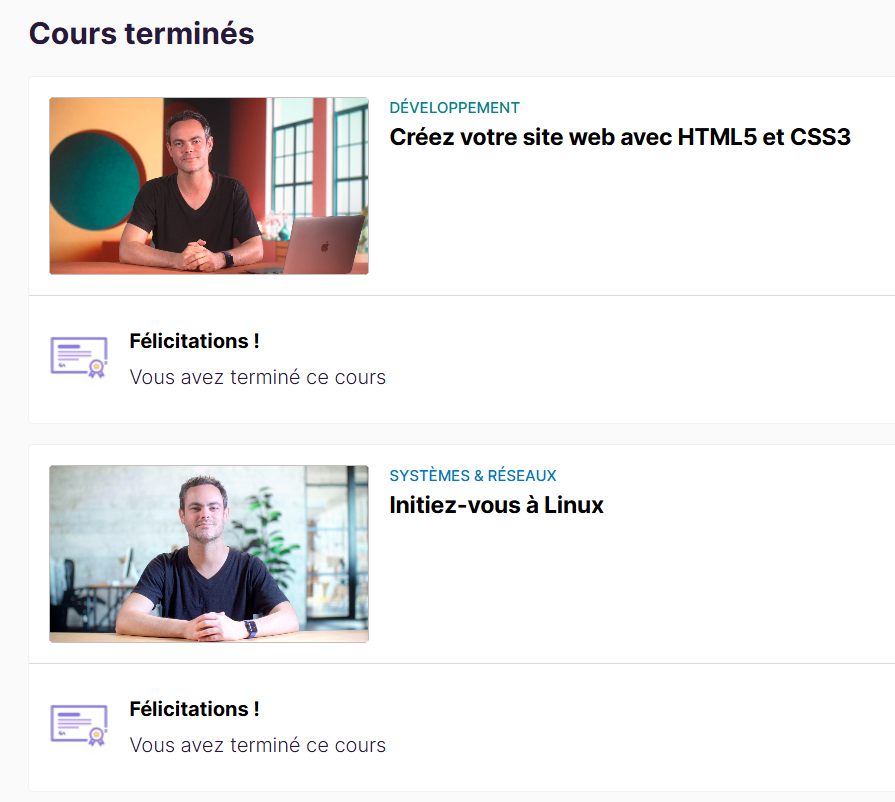 Cours terminés
DÉVELOPPEMENT
Créez votre site web avec HTML5 et CSS3
Félicitations !
Vous avez terminé ce cours
SYSTÈMES & RÉSEAUX
Initiez-vous à Linux
Félicitations !
Vous avez terminé ce cours